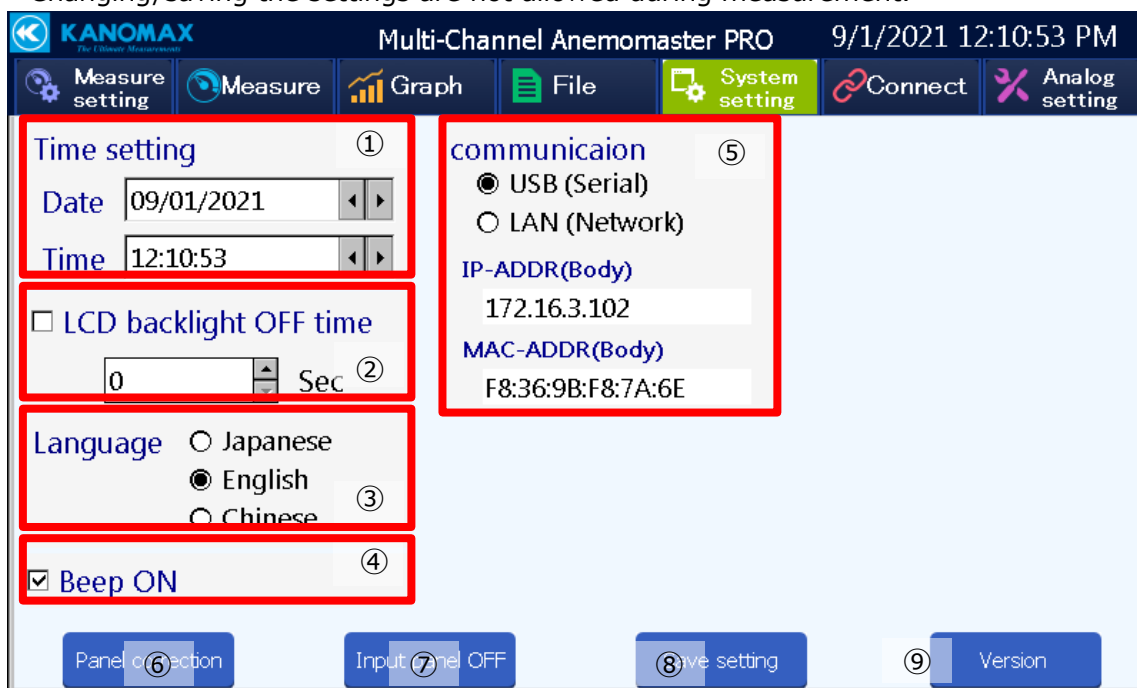 Changing/saving the settings are not allowed during measurement.
KANOMAX
The Ultimate Measurements
Multi-Channel Anemomaster PRO
9/1/2021 12:10:53 PM
Measure setting
Measure
Graph
File
System setting
Connect
Analog setting
Time setting
①
Date 09/01/2021
Time 12:10:53
LCD backlight OFF time
0 Sec ②
Language
Japanese
English
③
Chinese
④
Beep ON
communicaion ⑤
USB (Serial)
LAN (Network)
IP-ADDR(Body)
172.16.3.102
MAC-ADDR(Body)
F8:36:9B:F8:7A:6E
Panel ⑥
Input panel OFF ⑦
⑧ setting
⑨ Version